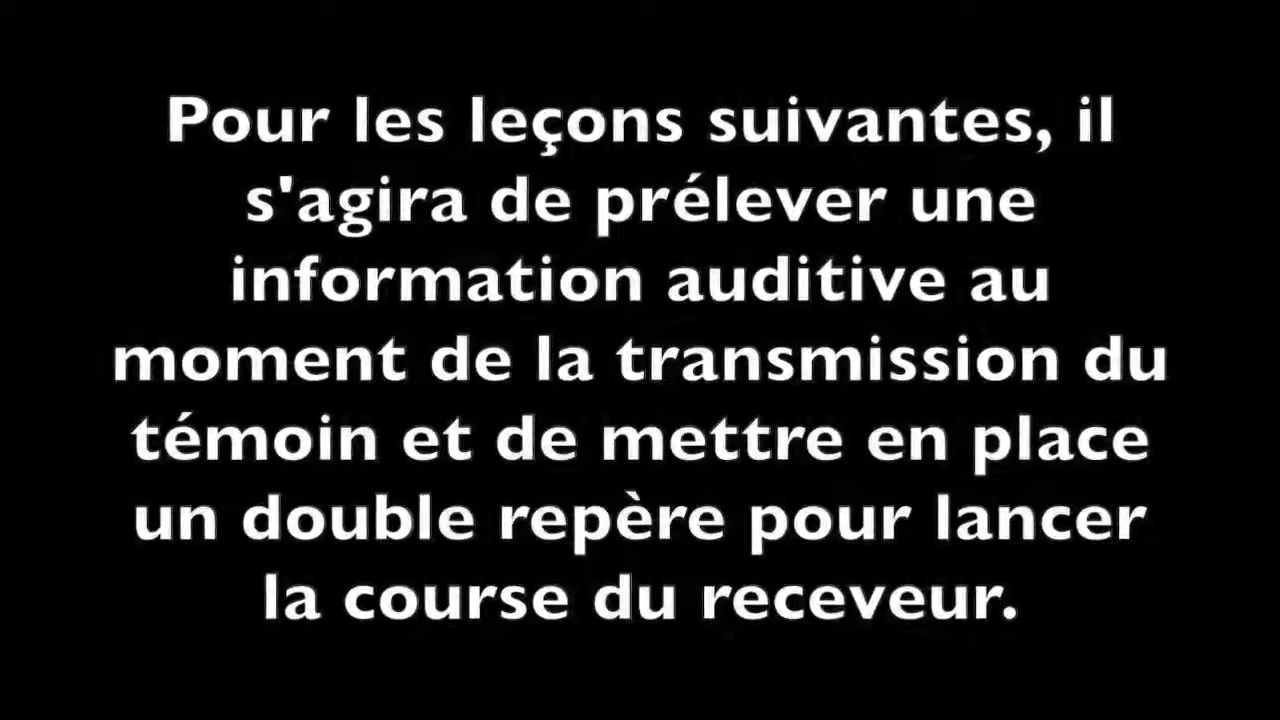 Pour les leçons suivantes, il
s'agira de prélever une
information auditive au
moment de la transmission du
témoin et de mettre en place
un double repère pour lancer
la course du receveur.